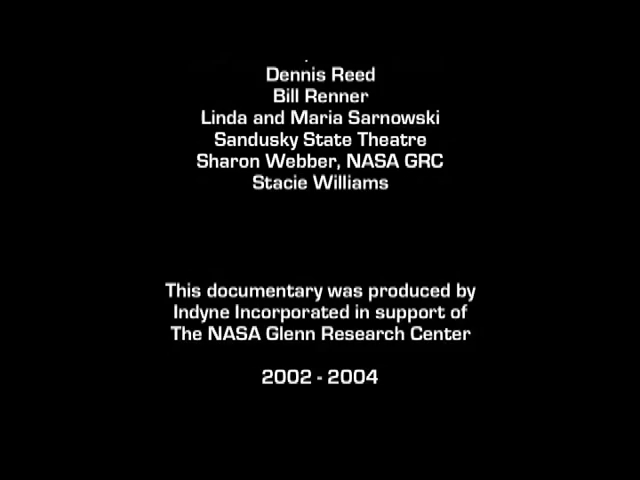 Dennis Reed
Bill Renner
Linda and Maria Sarnowski
Sandusky State Theatre
Sharon Webber, NASA GRC
Stacie Williams
This documentary was produced by
Indyne Incorporated in support of
The NASA Glenn Research Center
2002 - 2004